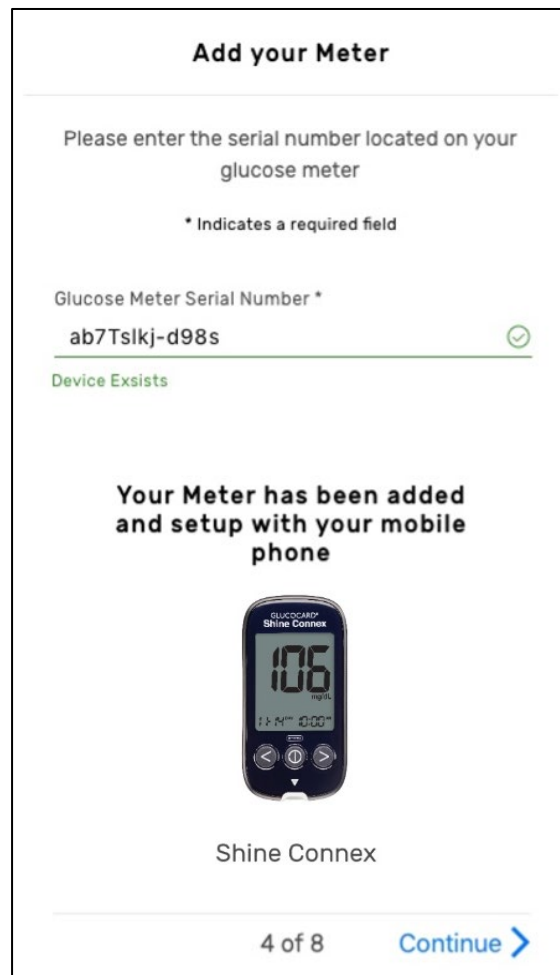 Add your Meter
Please enter the serial number located on your
glucose meter
* Indicates a required field
Glucose Meter Serial Number *
ab7Tslkj-d98s
Device Exsists
Your Meter has been added
and setup with your mobile
phone
GLUCOCARD®
Shine Connex
106
mg/dL
10:00
Shine Connex
4 of 8
Continue